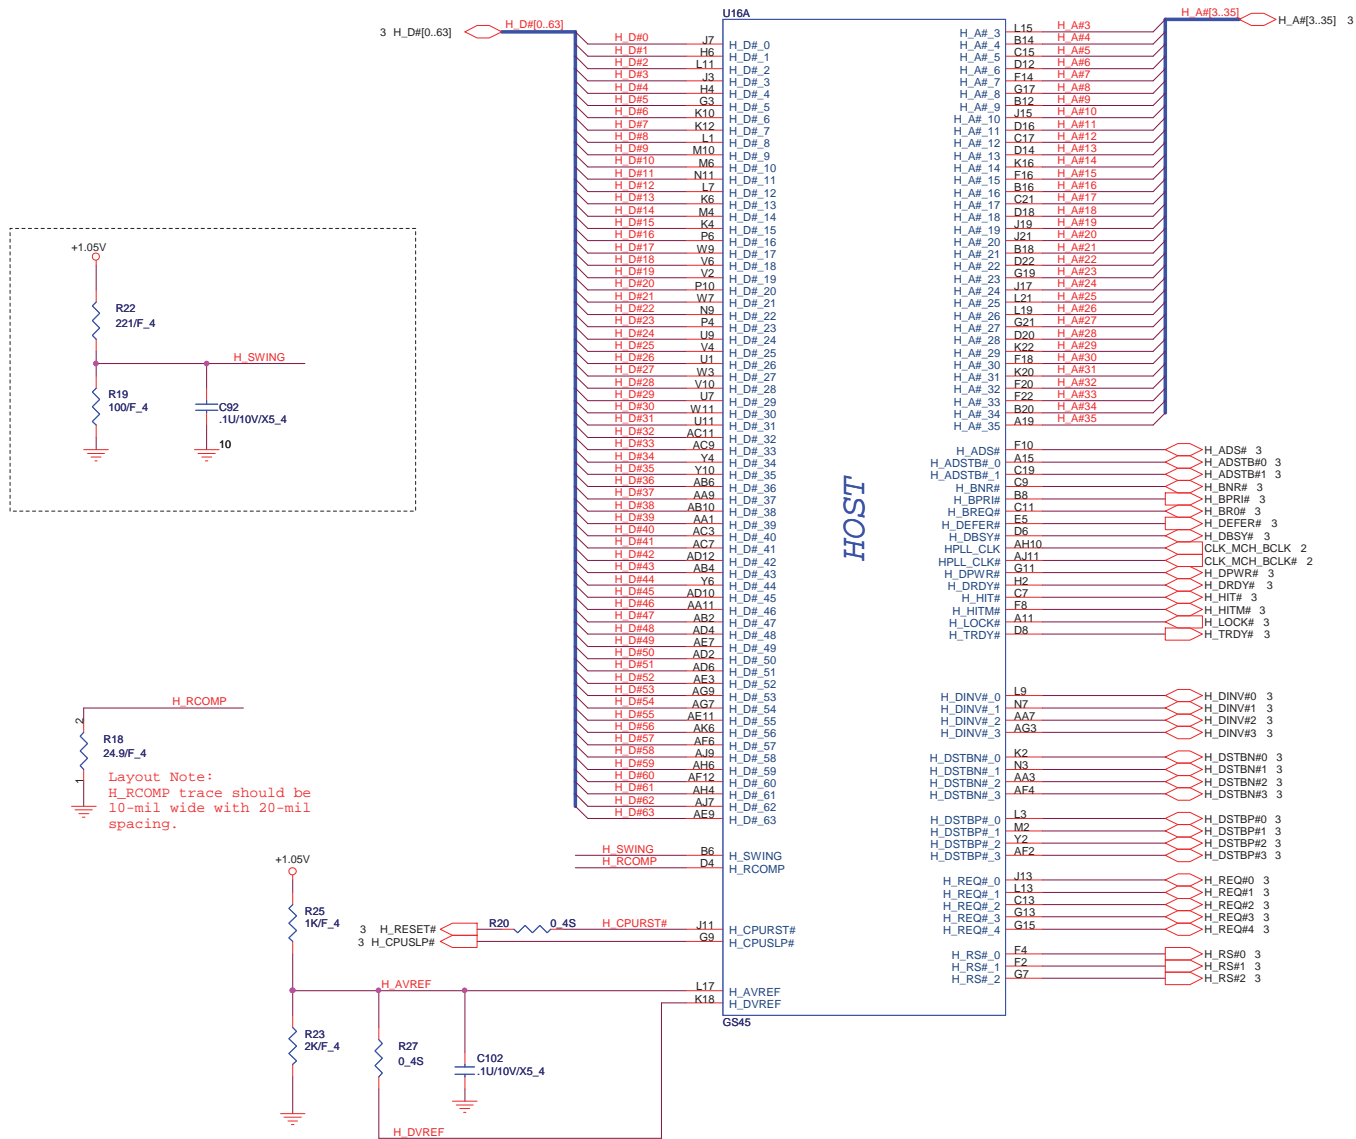 U16A
3 H_D#[0..63]
H_D#[0..63]
H_A#[3..35]
H_A#[3..35] 3
H_D#0 J7 H_D#_0
H_D#1 H6 H_D#_1
H_D#2 L11 H_D#_2
H_D#3 J3 H_D#_3
H_D#4 H4 H_D#_4
H_D#5 G3 H_D#_5
H_D#6 K10 H_D#_6
H_D#7 K12 H_D#_7
H_D#8 L1 H_D#_8
H_D#9 M10 H_D#_9
H_D#10 M6 H_D#_10
H_D#11 N11 H_D#_11
H_D#12 L7 H_D#_12
H_D#13 K6 H_D#_13
H_D#14 M4 H_D#_14
H_D#15 K4 H_D#_15
H_D#16 P6 H_D#_16
H_D#17 W9 H_D#_17
H_D#18 V6 H_D#_18
H_D#19 V2 H_D#_19
H_D#20 P10 H_D#_20
H_D#21 W7 H_D#_21
H_D#22 N9 H_D#_22
H_D#23 P4 H_D#_23
H_D#24 U9 H_D#_24
H_D#25 V4 H_D#_25
H_D#26 U1 H_D#_26
H_D#27 W3 H_D#_27
H_D#28 V10 H_D#_28
H_D#29 U7 H_D#_29
H_D#30 W11 H_D#_30
H_D#31 U11 H_D#_31
H_D#32 AC11 H_D#_32
H_D#33 AC9 H_D#_33
H_D#34 Y4 H_D#_34
H_D#35 Y10 H_D#_35
H_D#36 AB6 H_D#_36
H_D#37 AA9 H_D#_37
H_D#38 AB10 H_D#_38
H_D#39 AA1 H_D#_39
H_D#40 AC3 H_D#_40
H_D#41 AC7 H_D#_41
H_D#42 AD12 H_D#_42
H_D#43 AB4 H_D#_43
H_D#44 Y6 H_D#_44
H_D#45 AD10 H_D#_45
H_D#46 AA11 H_D#_46
H_D#47 AB2 H_D#_47
H_D#48 AD4 H_D#_48
H_D#49 AE7 H_D#_49
H_D#50 AD2 H_D#_50
H_D#51 AD6 H_D#_51
H_D#52 AE3 H_D#_52
H_D#53 AG9 H_D#_53
H_D#54 AG7 H_D#_54
H_D#55 AE11 H_D#_55
H_D#56 AK6 H_D#_56
H_D#57 AF6 H_D#_57
H_D#58 AJ9 H_D#_58
H_D#59 AH6 H_D#_59
H_D#60 AF12 H_D#_60
H_D#61 AH4 H_D#_61
H_D#62 AJ7 H_D#_62
H_D#63 AE9 H_D#_63
H_SWING B6 H_SWING
H_RCOMP D4 H_RCOMP
3 H_RESET# R20 0_4S H_CPURST# J11 H_CPURST#
3 H_CPUSLP# G9 H_CPUSLP#
H_AVREF L17 H_AVREF
K18 H_DVREF
HOST
GS45
H_A#_3 L15 H_A#3
H_A#_4 B14 H_A#4
H_A#_5 C15 H_A#5
H_A#_6 D12 H_A#6
H_A#_7 F14 H_A#7
H_A#_8 G17 H_A#8
H_A#_9 B12 H_A#9
H_A#_10 J15 H_A#10
H_A#_11 D16 H_A#11
H_A#_12 C17 H_A#12
H_A#_13 D14 H_A#13
H_A#_14 K16 H_A#14
H_A#_15 F16 H_A#15
H_A#_16 B16 H_A#16
H_A#_17 C21 H_A#17
H_A#_18 D18 H_A#18
H_A#_19 J19 H_A#19
H_A#_20 J21 H_A#20
H_A#_21 B18 H_A#21
H_A#_22 D22 H_A#22
H_A#_23 G19 H_A#23
H_A#_24 J17 H_A#24
H_A#_25 L21 H_A#25
H_A#_26 L19 H_A#26
H_A#_27 G21 H_A#27
H_A#_28 D20 H_A#28
H_A#_29 K22 H_A#29
H_A#_30 F18 H_A#30
H_A#_31 K20 H_A#31
H_A#_32 F20 H_A#32
H_A#_33 F22 H_A#33
H_A#_34 B20 H_A#34
H_A#_35 A19 H_A#35
H_ADS# F10 H_ADS# 3
H_ADSTB#_0 A15 H_ADSTB#0 3
H_ADSTB#_1 C19 H_ADSTB#1 3
H_BNR# C9 H_BNR# 3
H_BPRI# B8 H_BPRI# 3
H_BREQ# C11 H_BR0# 3
H_DEFER# E5 H_DEFER# 3
H_DBSY# D6 H_DBSY# 3
HPLL_CLK AH10 CLK_MCH_BCLK 2
HPLL_CLK# AJ11 CLK_MCH_BCLK# 2
H_DPWR# G11 H_DPWR# 3
H_DRDY# H2 H_DRDY# 3
H_HIT# C7 H_HIT# 3
H_HITM# F8 H_HITM# 3
H_LOCK# A11 H_LOCK# 3
H_TRDY# D8 H_TRDY# 3
H_DINV#_0 L9 H_DINV#0 3
H_DINV#_1 N7 H_DINV#1 3
H_DINV#_2 AA7 H_DINV#2 3
H_DINV#_3 AG3 H_DINV#3 3
H_DSTBN#_0 K2 H_DSTBN#0 3
H_DSTBN#_1 N3 H_DSTBN#1 3
H_DSTBN#_2 AA3 H_DSTBN#2 3
H_DSTBN#_3 AF4 H_DSTBN#3 3
H_DSTBP#_0 L3 H_DSTBP#0 3
H_DSTBP#_1 M2 H_DSTBP#1 3
H_DSTBP#_2 Y2 H_DSTBP#2 3
H_DSTBP#_3 AF2 H_DSTBP#3 3
H_REQ#_0 J13 H_REQ#0 3
H_REQ#_1 L13 H_REQ#1 3
H_REQ#_2 C13 H_REQ#2 3
H_REQ#_3 G13 H_REQ#3 3
H_REQ#_4 G15 H_REQ#4 3
H_RS#_0 F4 H_RS#0 3
H_RS#_1 F2 H_RS#1 3
H_RS#_2 G7 H_RS#2 3
+1.05V
R22
221/F_4
H_SWING
R19
100/F_4
C92
.1U/10V/X5_4
10
H_RCOMP
2
R18
24.9/F_4
1
Layout Note:
H_RCOMP trace should be
10-mil wide with 20-mil
spacing.
+1.05V
R25
1K/F_4
R23
2K/F_4
R27
0_4S
C102
.1U/10V/X5_4
H_DVREF